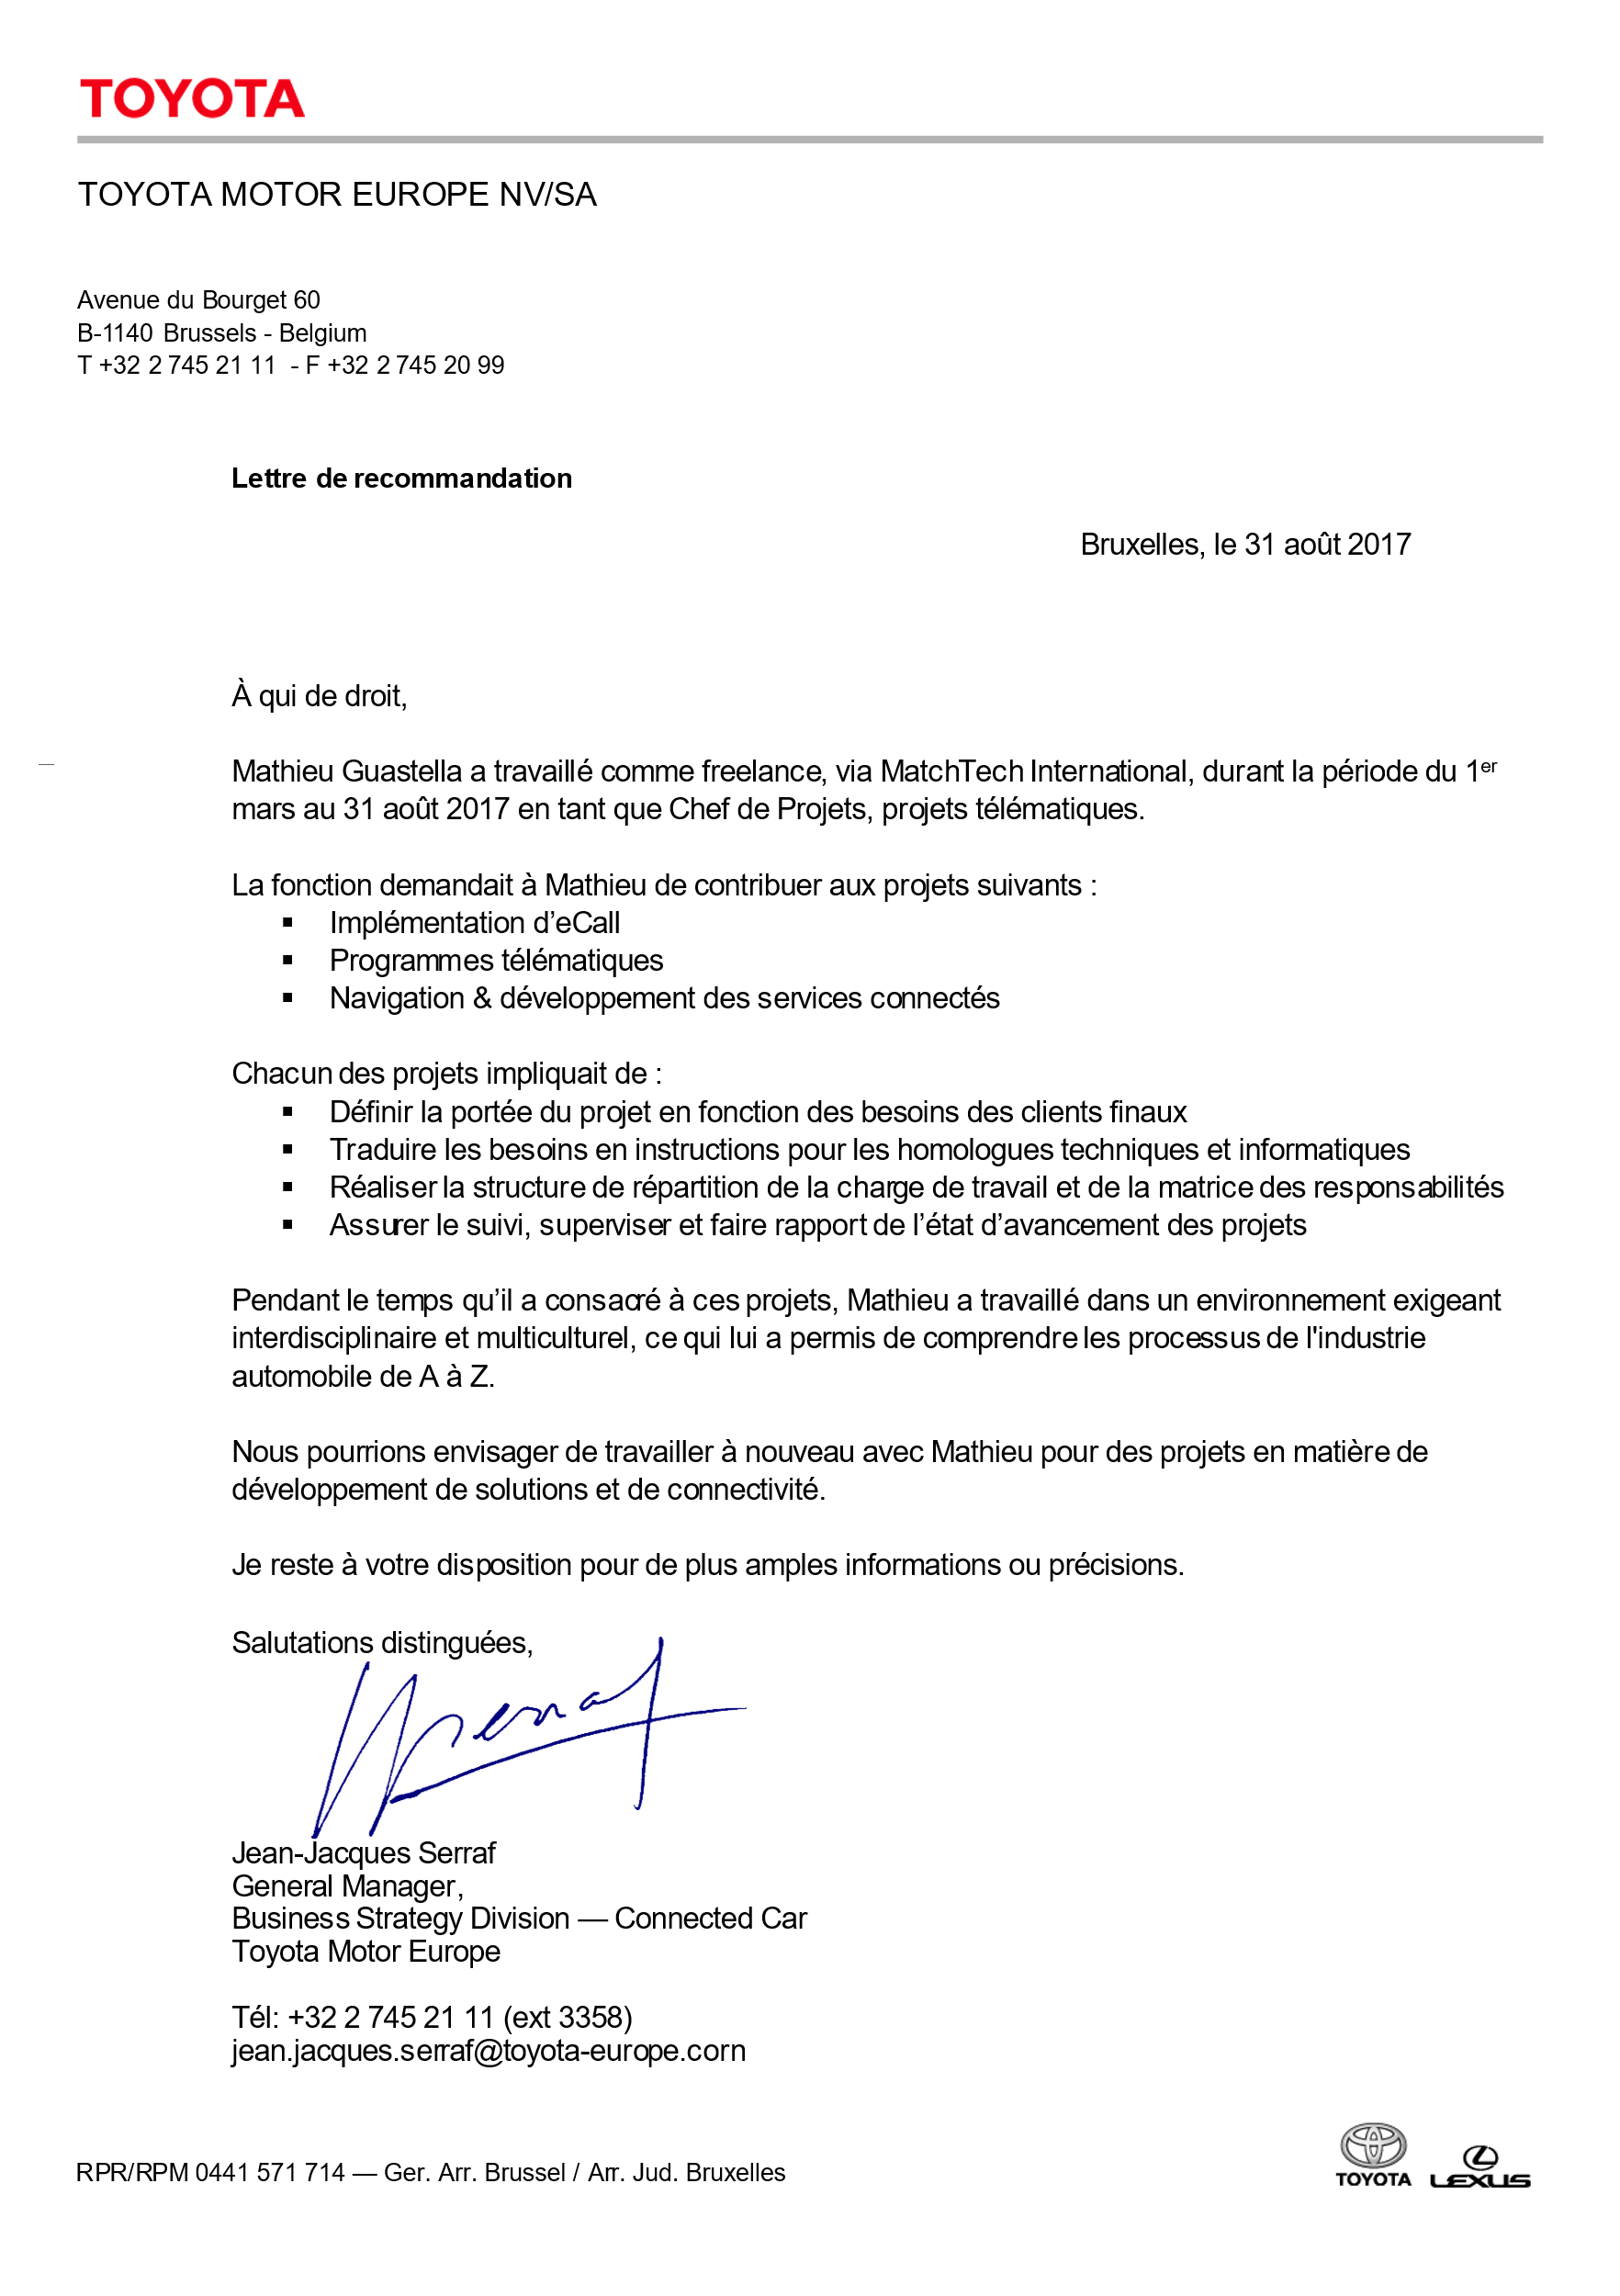 TOYOTA
TOYOTA MOTOR EUROPE NV/SA
Avenue du Bourget 60
B-1140 Brussels - Belgium
T +32 2 745 21 11 - F +32 2 745 20 99
Lettre de recommandation
Bruxelles, le 31 août 2017
À qui de droit,
Mathieu Guastella a travaillé comme freelance, via MatchTech International, durant la période du 1er
mars au 31 août 2017 en tant que Chef de Projets, projets télématiques.
La fonction demandait à Mathieu de contribuer aux projets suivants :
▪ Implémentation d’eCall
▪ Programmes télématiques
▪ Navigation & développement des services connectés
Chacun des projets impliquait de :
▪ Définir la portée du projet en fonction des besoins des clients finaux
▪ Traduire les besoins en instructions pour les homologues techniques et informatiques
▪ Réaliser la structure de répartition de la charge de travail et de la matrice des responsabilités
▪ Assurer le suivi, superviser et faire rapport de l’état d’avancement des projets
Pendant le temps qu’il a consacré à ces projets, Mathieu a travaillé dans un environnement exigeant
interdisciplinaire et multiculturel, ce qui lui a permis de comprendre les processus de l'industrie
automobile de A à Z.
Nous pourrions envisager de travailler à nouveau avec Mathieu pour des projets en matière de
développement de solutions et de connectivité.
Je reste à votre disposition pour de plus amples informations ou précisions.
Salutations distinguées,
Jean-Jacques Serraf
General Manager,
Business Strategy Division — Connected Car
Toyota Motor Europe
Tél: +32 2 745 21 11 (ext 3358)
jean.jacques.serraf@toyota-europe.corn
RPR/RPM 0441 571 714 — Ger. Arr. Brussel / Arr. Jud. Bruxelles
TOYOTA LEXUS